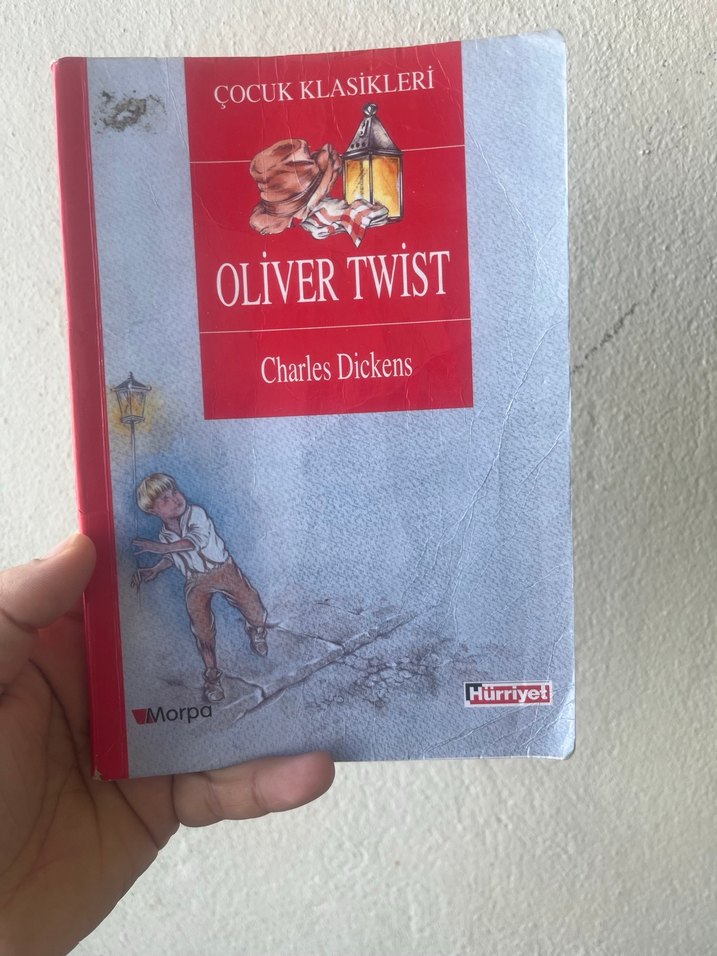 ÇOCUK KLASİKLERİ
OLİVER TWİST
Charles Dickens
Morpa
Hürriyet